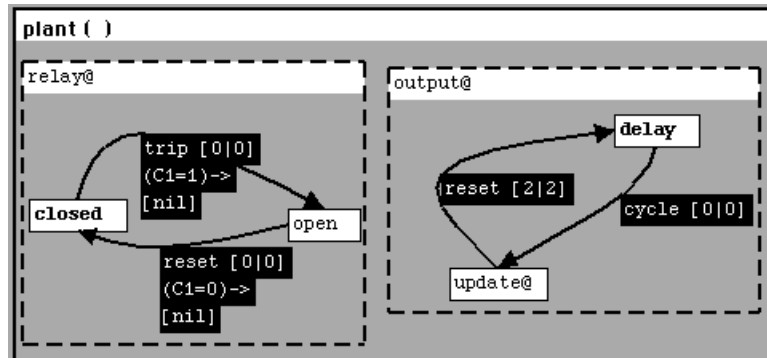 plant ( )
relay@
trip [0|0]
(C1=1)->
[nil]
closed
open
reset [0|0]
(C1=0)->
[nil]
output@
delay
reset [2|2]
cycle [0|0]
update@